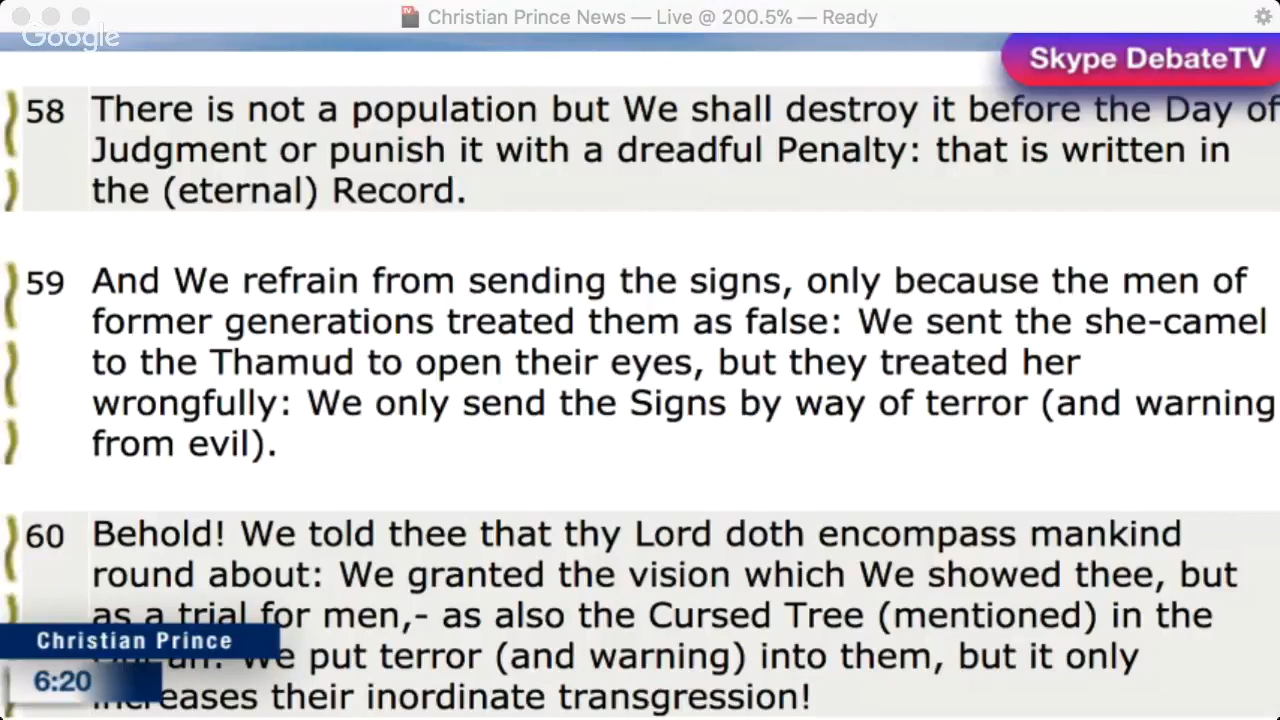 Christian Prince News — Live @ 200.5% — Ready
Google
Skype DebateTV
58 There is not a population but We shall destroy it before the Day of
Judgment or punish it with a dreadful Penalty: that is written in
the (eternal) Record.
59 And We refrain from sending the signs, only because the men of
former generations treated them as false: We sent the she-camel
to the Thamud to open their eyes, but they treated her
wrongfully: We only send the Signs by way of terror (and warning
from evil).
60 Behold! We told thee that thy Lord doth encompass mankind
round about: We granted the vision which We showed thee, but
as a trial for men,- as also the Cursed Tree (mentioned) in the
We put terror (and warning) into them, but it only
their inordinate transgression!
Christian Prince
6:20